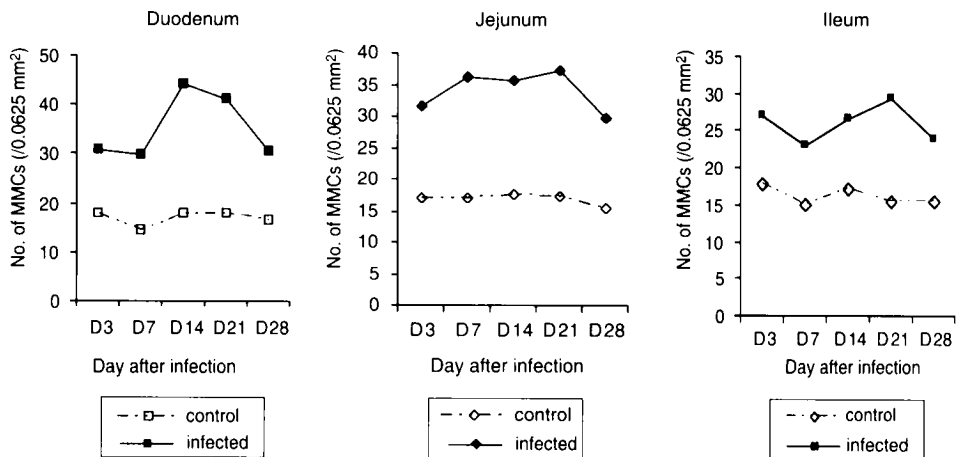 Duodenum
No. of MMCs (/0.0625 mm²)
50
40
30
20
10
0
D3 D7 D14 D21 D28
Day after infection
control
infected
Jejunum
No. of MMCs (/0.0625 mm²)
40
35
30
25
20
15
10
5
0
D3 D7 D14 D21 D28
Day after infection
control
infected
Ileum
No. of MMCs (/0.0625 mm²)
35
30
25
20
15
10
5
0
D3 D7 D14 D21 D28
Day after infection
control
infected